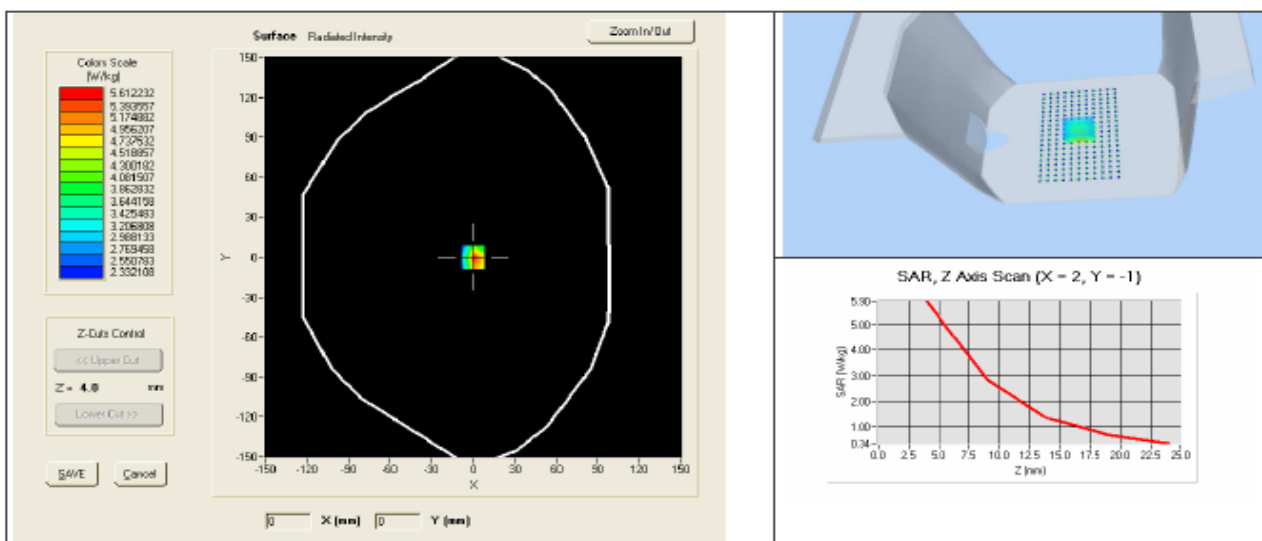 Surface Radiated Intensity
Zoom In/Out
Colors Scale
(W/kg)
5.612232
5.393557
5.174882
4.956207
4.737532
4.518857
4.300182
4.081507
3.862832
3.644158
3.425483
3.206808
2.988133
2.769458
2.550783
2.332108
Z-Cuts Control
<< Upper Cut
Z = 4.0 mm
Lower Cut >>
SAVE Cancel
150
120
90
60
30
0
-30
-60
-90
-120
-150
Y
-150 -120 -90 -60 -30 0 30 60 90 120 150
X
0 X (mm) 0 Y (mm)
SAR, Z Axis Scan (X = 2, Y = -1)
5.90
5.00
4.00
3.00
2.00
1.00
0.34
SAR (W/kg)
0.0 2.5 5.0 7.5 10.0 12.5 15.0 17.5 20.0 22.5 25.0
Z (mm)